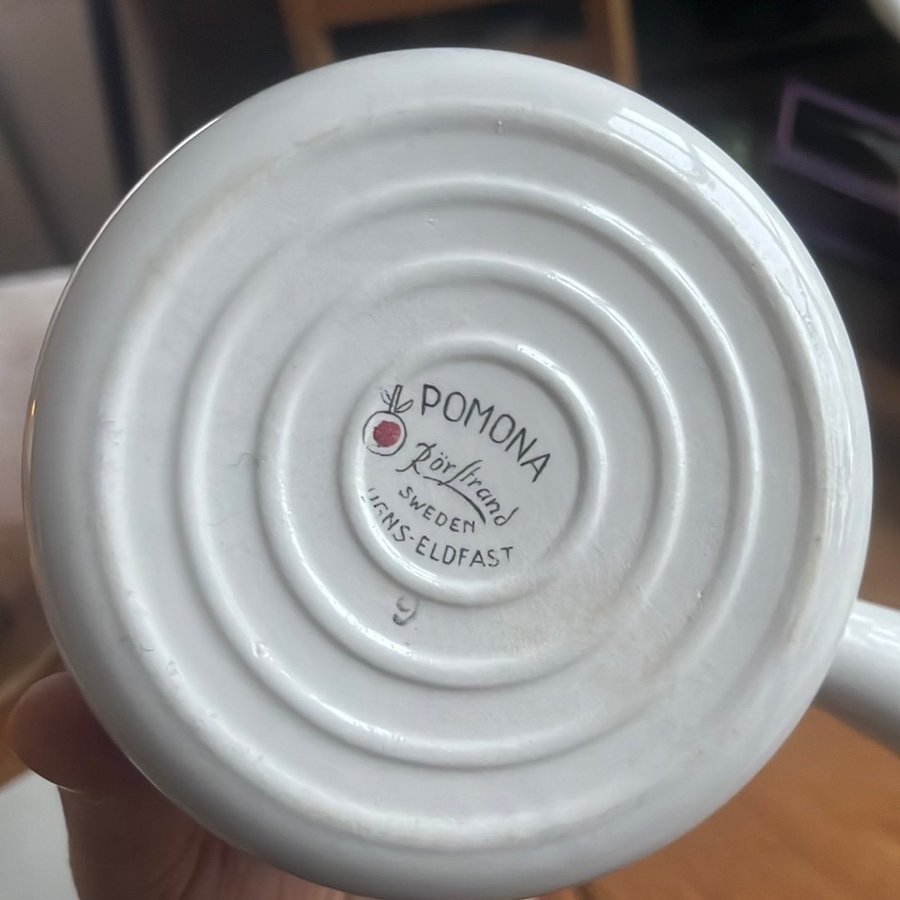 POMONA
Rörstrand
SWEDEN
UGNS-ELDFAST
9